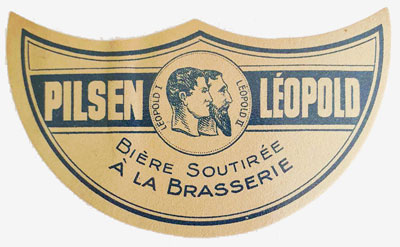 PILSEN LÉOPOLD
LÉOPOLD I
LÉOPOLD II
BIÈRE SOUTIRÉE
À LA BRASSERIE